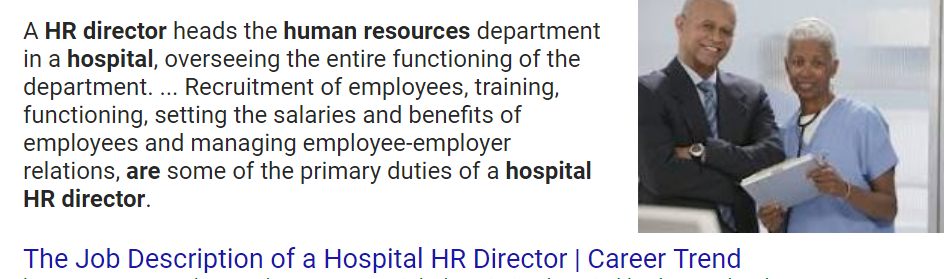 A HR director heads the human resources department
in a hospital, overseeing the entire functioning of the
department. ... Recruitment of employees, training,
functioning, setting the salaries and benefits of
employees and managing employee-employer
relations, are some of the primary duties of a hospital
HR director.
The Job Description of a Hospital HR Director | Career Trend